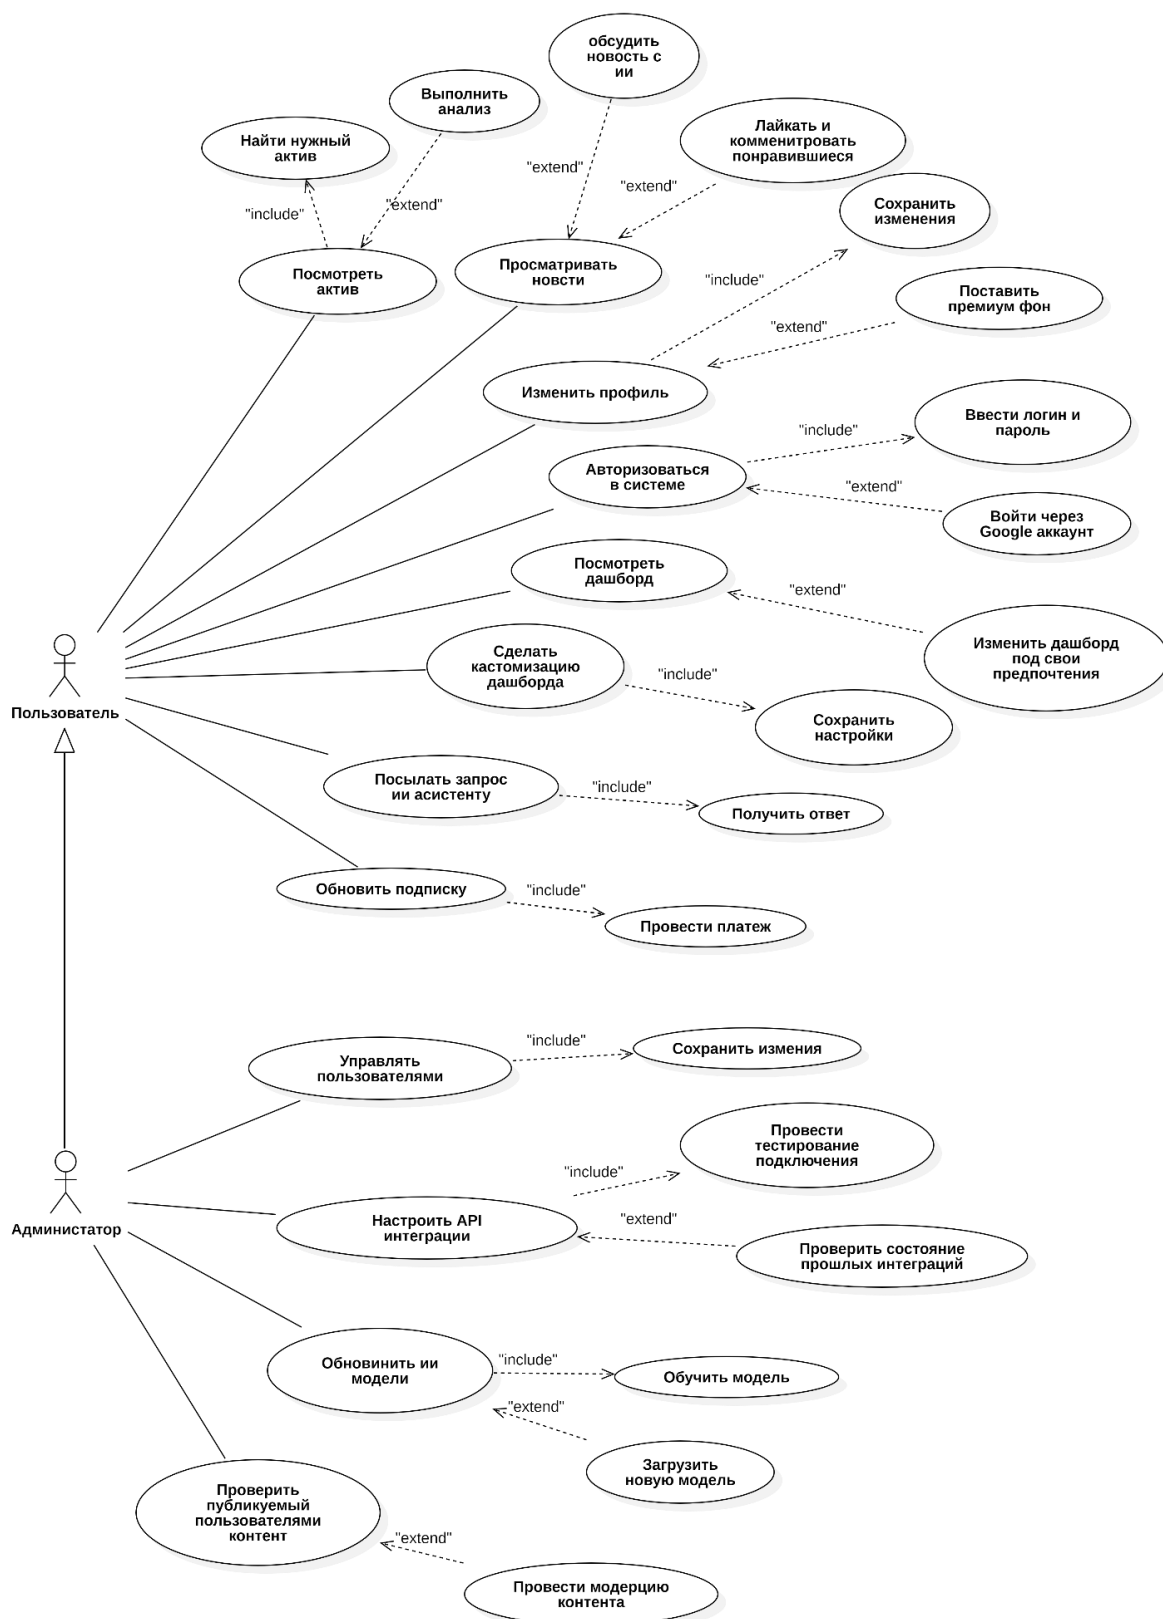 обсудить
новость с
ии
Выполнить
анализ
Найти нужный
актив
Лайкать и
комменитровать
понравившиеся
"extend"
"extend"
"extend"
"include"
Сохранить
изменения
Посмотреть
актив
Просматривать
новсти
"include"
Поставить
премиум фон
"extend"
Изменить профиль
Ввести логин и
пароль
"include"
Авторизоваться
в системе
"extend"
Войти через
Google аккаунт
Посмотреть
дашборд
"extend"
Изменить дашборд
под свои
предпочтения
Сделать
кастомизацию
дашборда
"include"
Сохранить
настройки
Пользователь
Посылать запрос
ии асистенту
"include"
Получить ответ
Обновить подписку
"include"
Провести платеж
Управлять
пользователями
"include"
Сохранить измения
Провести
тестирование
подключения
"include"
Администатор
Настроить API
интеграции
"extend"
Проверить состояние
прошлых интеграций
Обновинить ии
модели
"include"
Обучить модель
"extend"
Загрузить
новую модель
Проверить
публикуемый
пользователями
контент
"extend"
Провести модерцию
контента